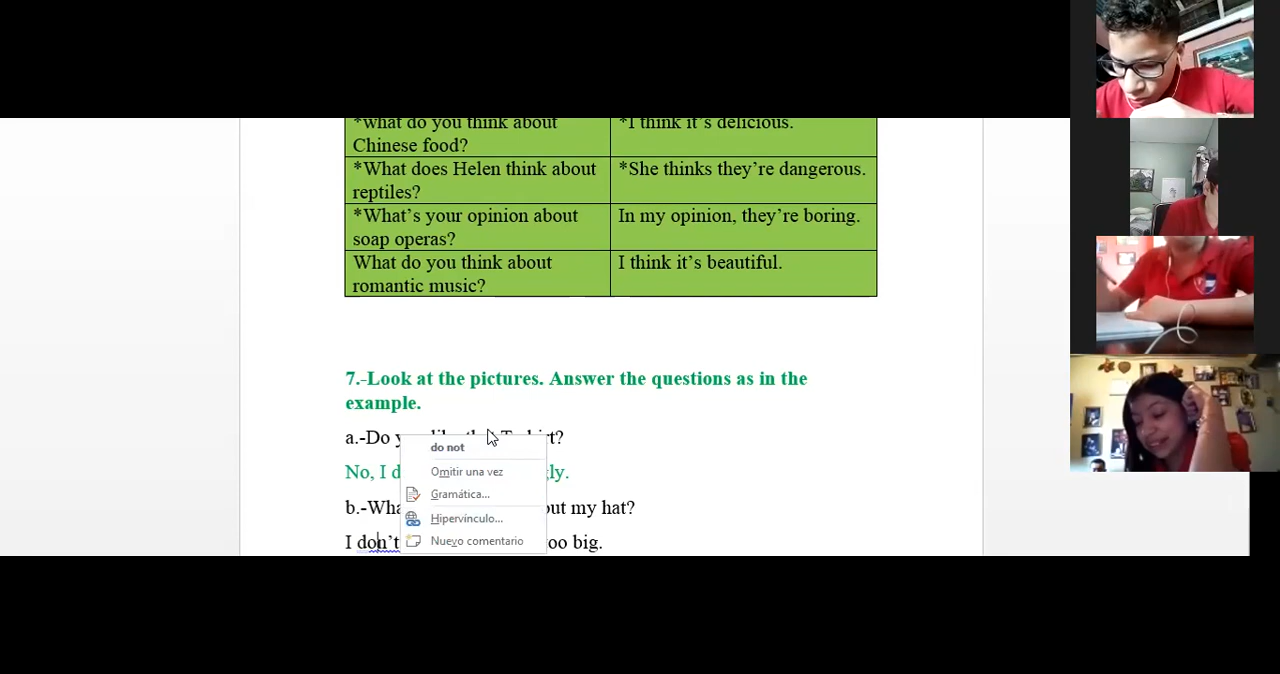 *what do you think about
Chinese food?
*I think it's delicious.
*What does Helen think about
reptiles?
*She thinks they're dangerous.
*What's your opinion about
soap operas?
In my opinion, they're boring.
What do you think about
romantic music?
I think it's beautiful.
7.-Look at the pictures. Answer the questions as in the
example.
a.-Do irt?
No, I d gly.
b.-Wha out my hat?
I don't oo big.
do not
Omitir una vez
Gramática...
Hipervínculo...
Nuevo comentario